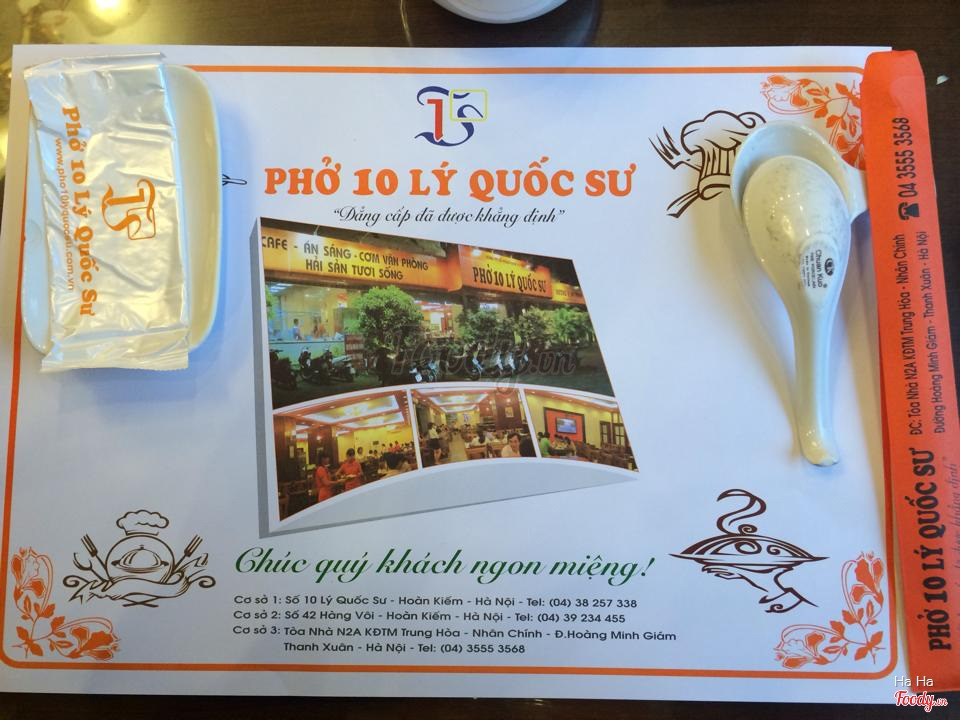 PHỞ 10 LÝ QUỐC SƯ
“Đẳng cấp đã được khẳng định”
CAFE - ĂN SÁNG - CƠM VĂN PHÒNG
HẢI SẢN TƯƠI SỐNG
PHỞ 10 LÝ QUỐC SƯ
Chúc quý khách ngon miệng!
Cơ sở 1: Số 10 Lý Quốc Sư - Hoàn Kiếm - Hà Nội - Tel: (04) 38 257 338
Cơ sở 2: Số 42 Hàng Vôi - Hoàn Kiếm - Hà Nội - Tel: (04) 39 234 455
Cơ sở 3: Tòa Nhà N2A KĐTM Trung Hòa - Nhân Chính - Đ.Hoàng Minh Giám
Thanh Xuân - Hà Nội - Tel: (04) 3555 3568
Phở 10 Lý Quốc Sư
www.pho10lyquocsu.com.vn
Chuan Kuo
PHỞ 10 LÝ QUỐC SƯ
ĐC: Tòa Nhà N2A KĐTM Trung Hòa - Nhân Chính
Đường Hoàng Minh Giám - Thanh Xuân - Hà Nội
☎ 04 3555 3568
Ha Ha
Foody.vn